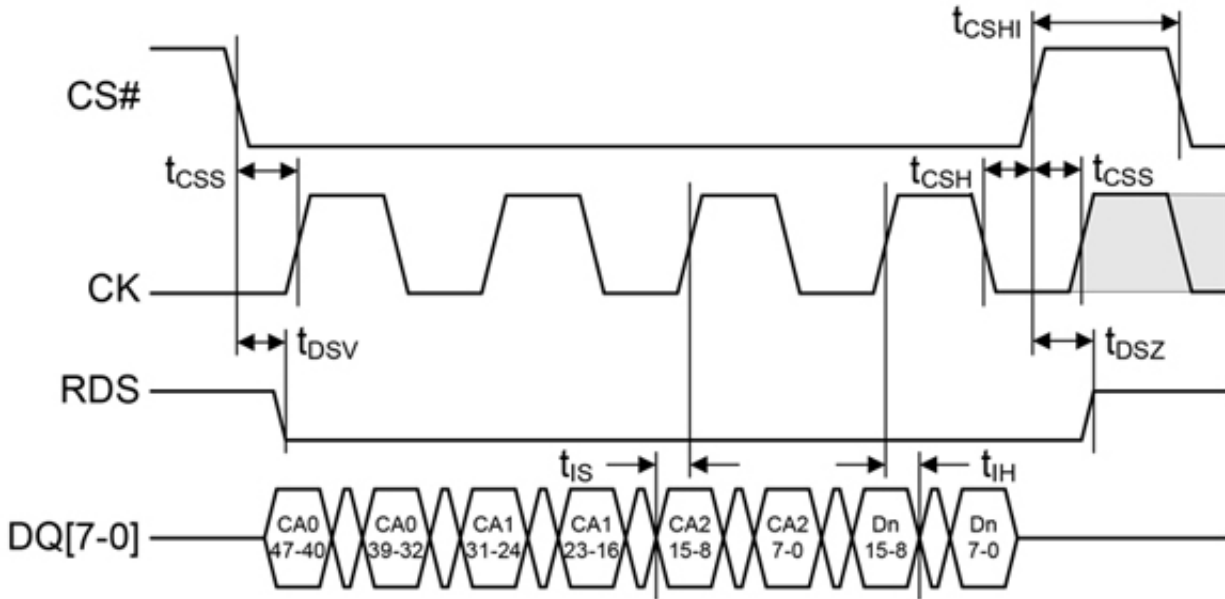 tCSHI
CS#
tCSS
tCSH
tCSS
CK
tDSV
tDSZ
RDS
tIS
tIH
DQ[7-0]
CA0
47-40
CA0
39-32
CA1
31-24
CA1
23-16
CA2
15-8
CA2
7-0
Dn
15-8
Dn
7-0